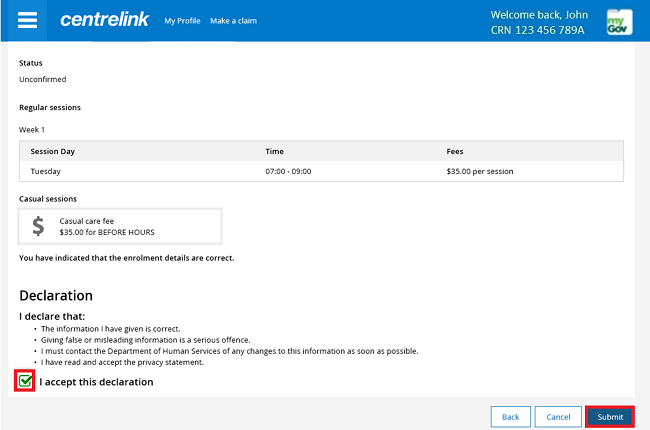 centrelink My Profile Make a claim Welcome back, John
CRN 123 456 789A
my
GOV
Status
Unconfirmed
Regular sessions
Week 1
Session Day Time Fees
Tuesday 07:00 - 09:00 $35.00 per session
Casual sessions
$ Casual care fee
$35.00 for BEFORE HOURS
You have indicated that the enrolment details are correct.
Declaration
I declare that:
• The information I have given is correct.
• Giving false or misleading information is a serious offence.
• I must contact the Department of Human Services of any changes to this information as soon as possible.
• I have read and accept the privacy statement.
I accept this declaration
Back Cancel Submit